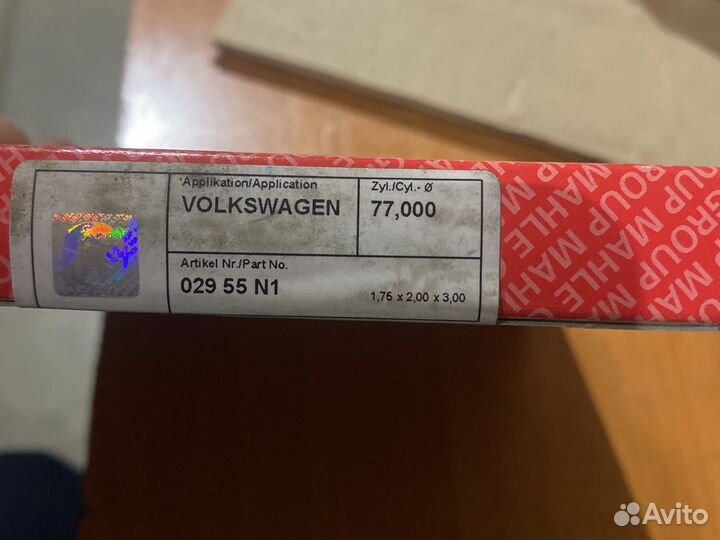 *Applikation/Application
VOLKSWAGEN
Zyl./Cyl.- Ø
77,000
Artikel Nr./Part No.
029 55 N1
1,75 x 2,00 x 3,00
GROUP MAHLE
Avito